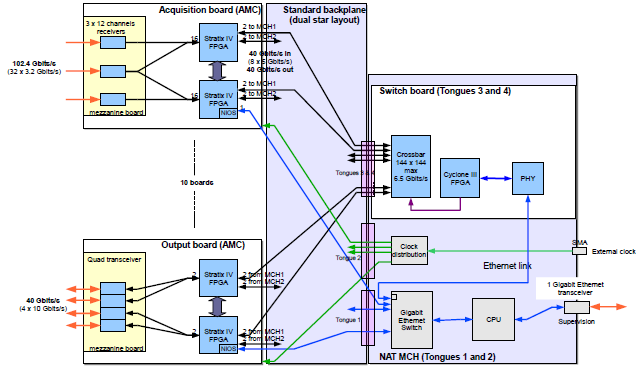 Acquisition board (AMC)
3 x 12 channels
receivers
102.4 Gbits/s
(32 x 3.2 Gbits/s)
mezzanine board
Stratix IV
FPGA
Stratix IV
FPGA
NIOS
2 to MCH1
2 to MCH2
40 Gbits/s in
(8 x 5 Gbits/s)
40 Gbits/s out
2 to MCH1
2 to MCH2
Standard backplane
(dual star layout)
10 boards
Switch board (Tongues 3 and 4)
Crossbar
144 x 144
max
6.5 Gbits/s
Cyclone III
FPGA
PHY
Output board (AMC)
Quad transceiver
40 Gbits/s
(4 x 10 Gbits/s)
mezzanine board
2
Stratix IV
FPGA
2
Stratix IV
FPGA
NIOS
2 from MCH1
2 from MCH2
2 from MCH1
2 from MCH2
Tongue 2
Tongue 1
Clock
distribution
SMA
External clock
Ethernet link
1 Gigabit Ethernet
transceiver
Gigabit
Ethernet
Switch
CPU
Supervision
NAT MCH (Tongues 1 and 2)